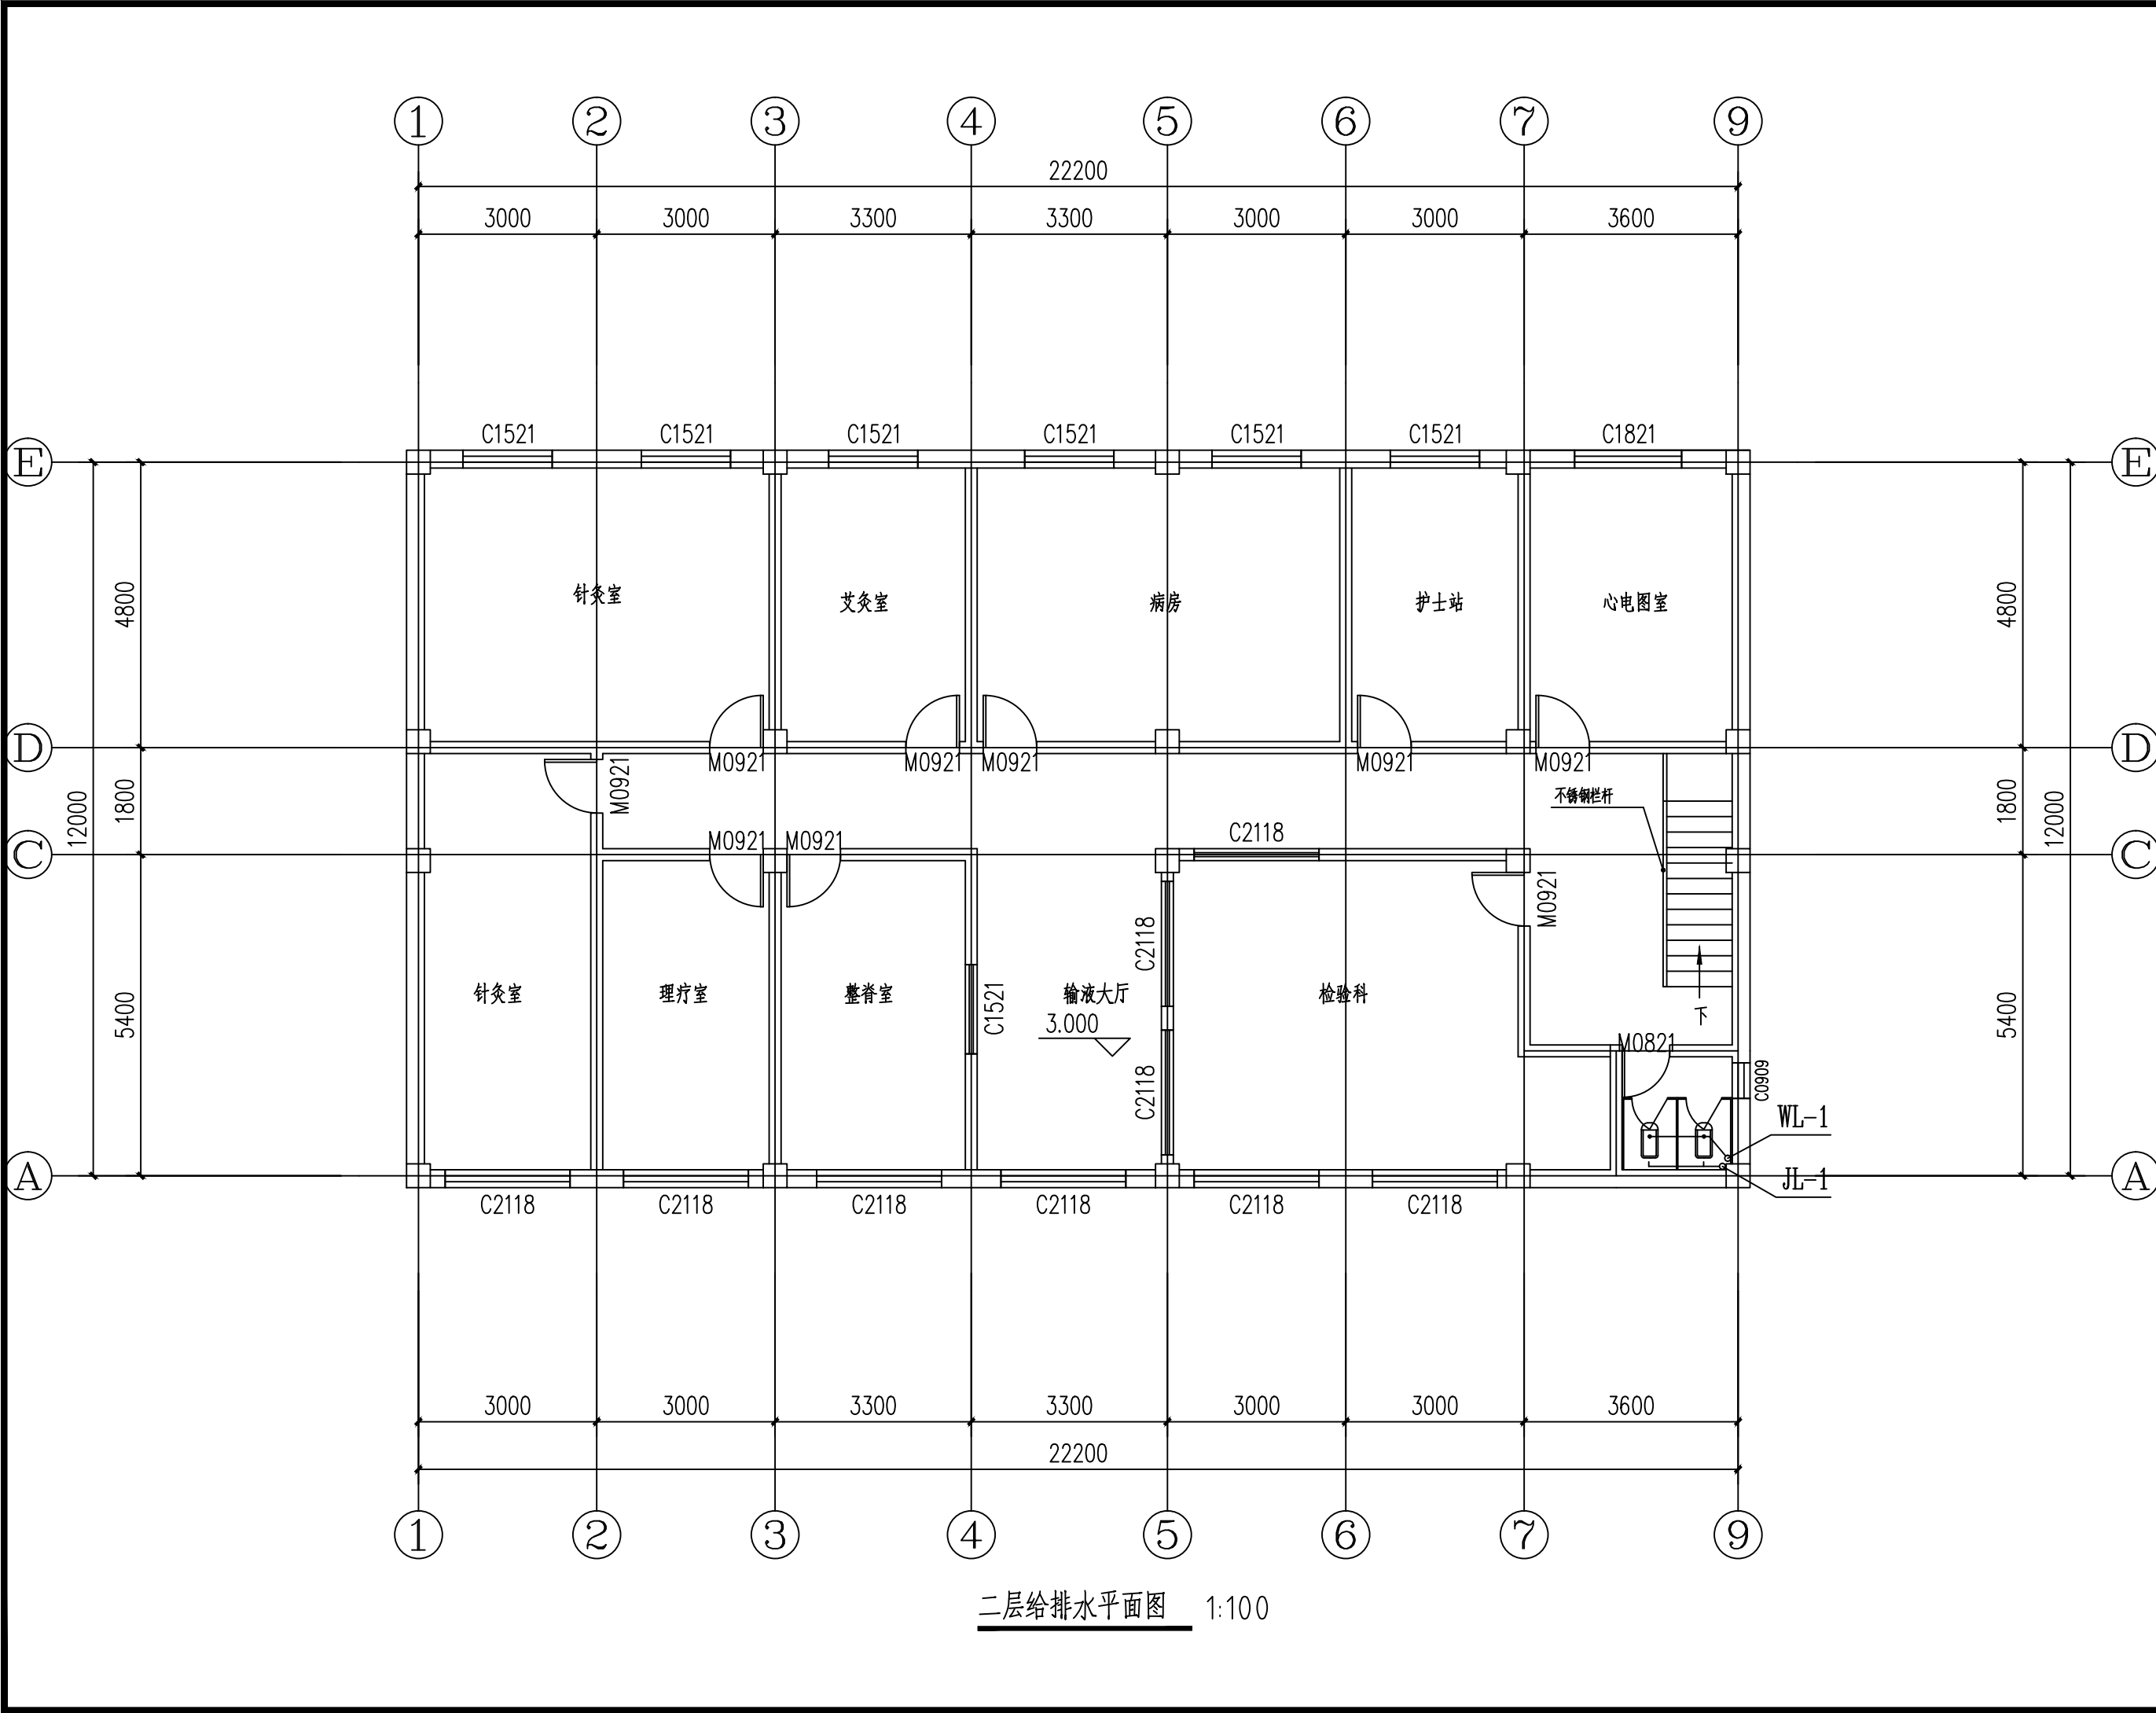 1 2 3 4 5 6 7 9
22200
3000 3000 3300 3300 3000 3000 3600
C1521 C1521 C1521 C1521 C1521 C1521 C1821
E E
4800 4800
针灸室 艾灸室 病房 护士站 心电图室
D D
M0921 M0921 M0921 M0921 M0921
M0921
不锈钢栏杆
12000 1800 1800 12000
M0921 M0921 C2118
C C
M0921
C2118
针灸室 理疗室 整脊室 C1521 输液大厅 检验科
3.000
5400 5400
下
M0821
C2118
C0909
WL-1
A A
JL-1
C2118 C2118 C2118 C2118 C2118 C2118
3000 3000 3300 3300 3000 3000 3600
22200
1 2 3 4 5 6 7 9
二层给排水平面图 1:100